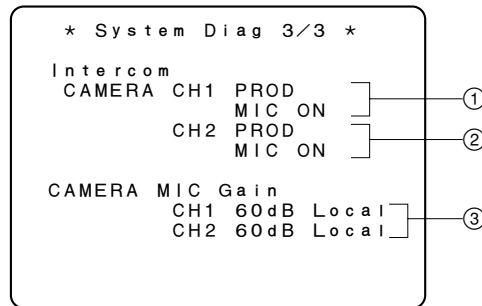 * System Diag 3/3 *
Intercom
CAMERA CH1 PROD
MIC ON
①
CH2 PROD
MIC ON
②
CAMERA MIC Gain
CH1 60dB Local
CH2 60dB Local
③